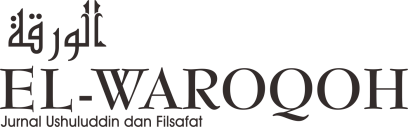 الورقة
EL-WAROQOH
Jurnal Ushuluddin dan Filsafat